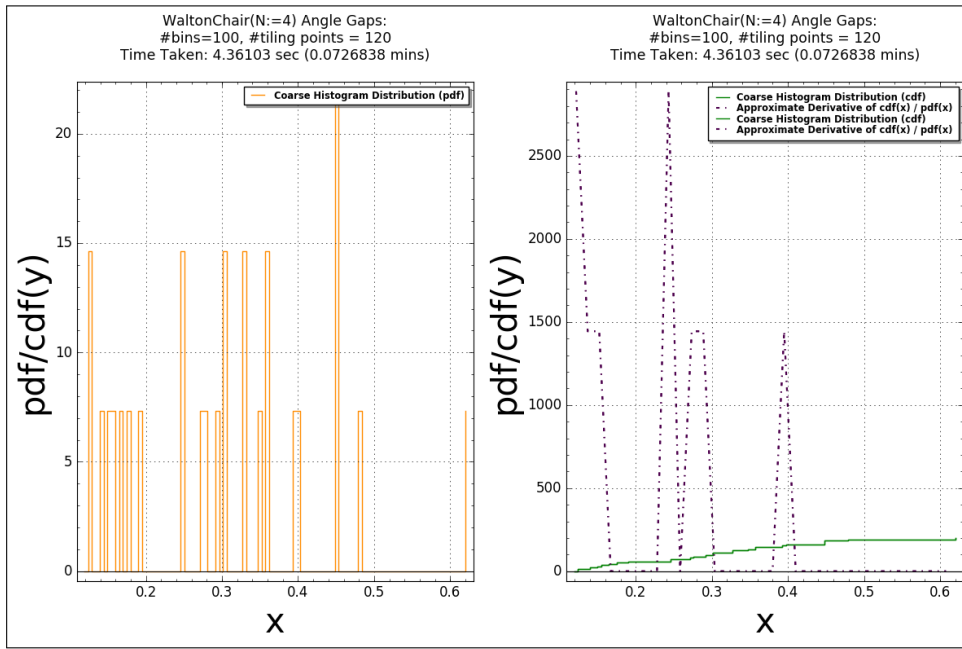 WaltonChair(N:=4) Angle Gaps:
#bins=100, #tiling points = 120
Time Taken: 4.36103 sec (0.0726838 mins)
Coarse Histogram Distribution (pdf)
20
15
10
5
0
0.2
0.3
0.4
0.5
0.6
pdf/cdf(y)
x
WaltonChair(N:=4) Angle Gaps:
#bins=100, #tiling points = 120
Time Taken: 4.36103 sec (0.0726838 mins)
Coarse Histogram Distribution (cdf)
Approximate Derivative of cdf(x) / pdf(x)
Coarse Histogram Distribution (cdf)
Approximate Derivative of cdf(x) / pdf(x)
2500
2000
1500
1000
500
0
0.2
0.3
0.4
0.5
0.6
pdf/cdf(y)
x